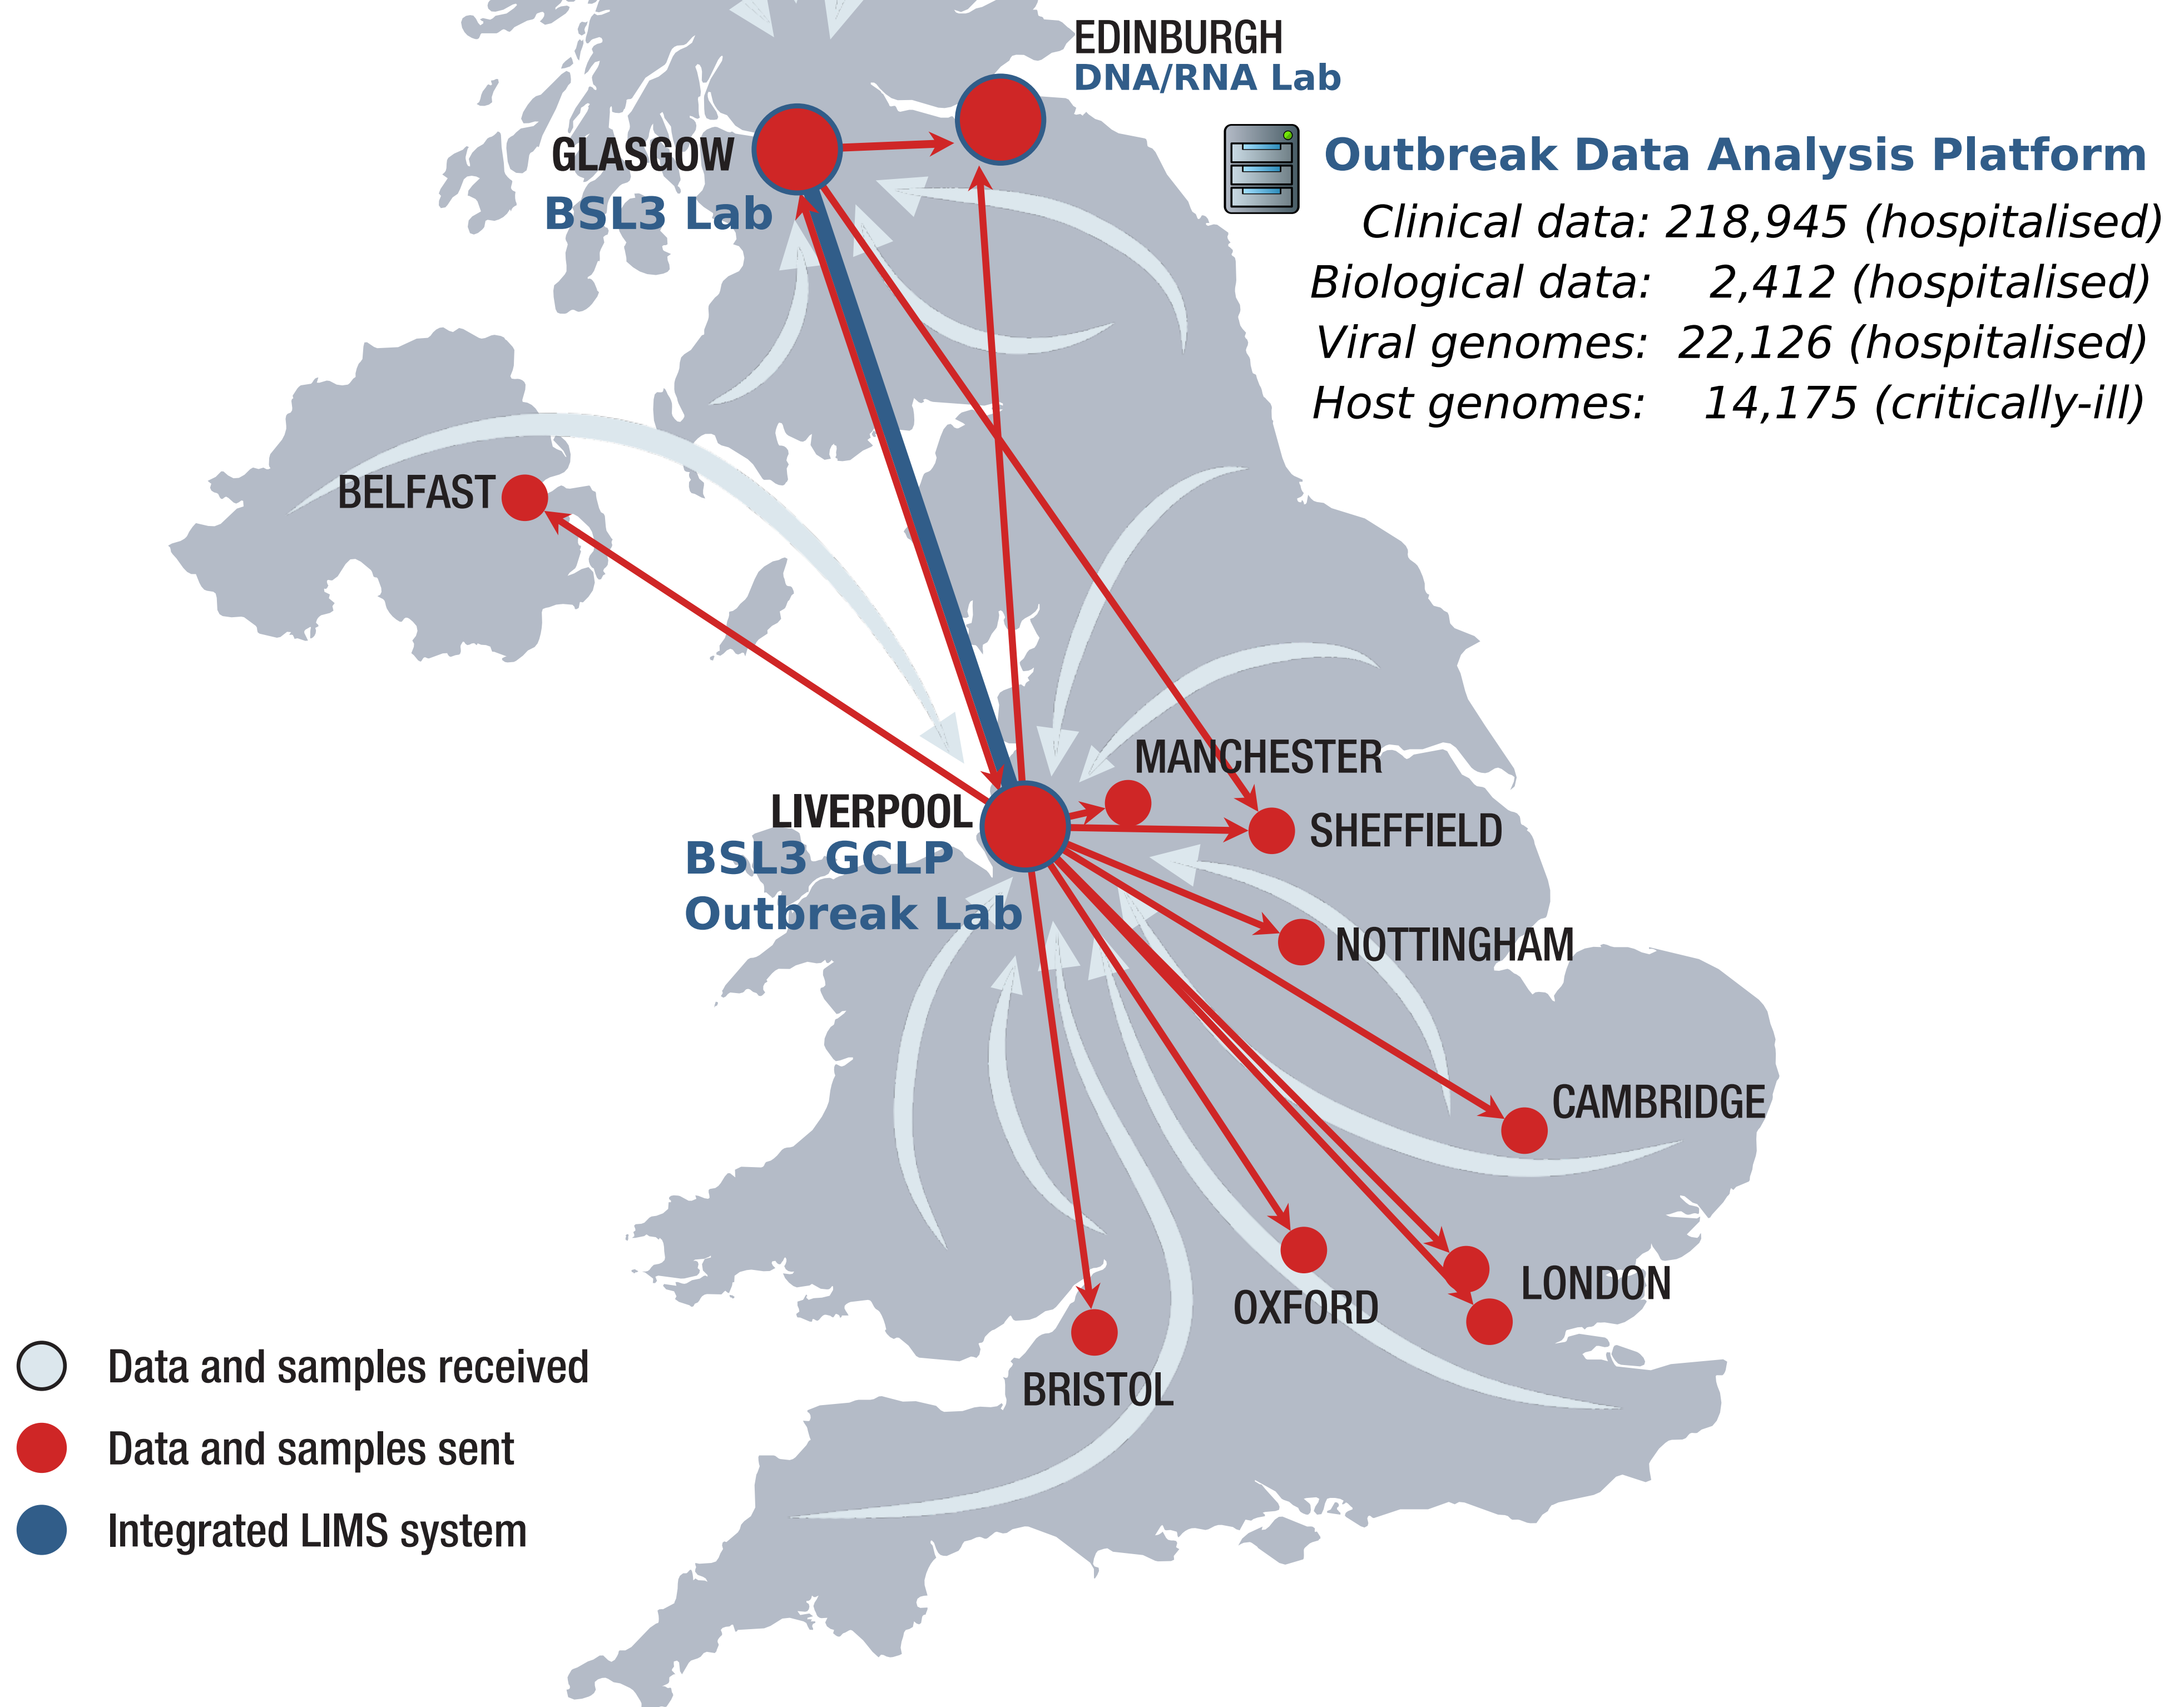 EDINBURGH
DNA/RNA Lab
GLASGOW
BSL3 Lab
Outbreak Data Analysis Platform
Clinical data: 218,945 (hospitalised)
Biological data: 2,412 (hospitalised)
Viral genomes: 22,126 (hospitalised)
Host genomes: 14,175 (critically-ill)
BELFAST
MANCHESTER
LIVERPOOL
BSL3 GCLP
Outbreak Lab
SHEFFIELD
NOTTINGHAM
CAMBRIDGE
LONDON
OXFORD
BRISTOL
Data and samples received
Data and samples sent
Integrated LIMS system